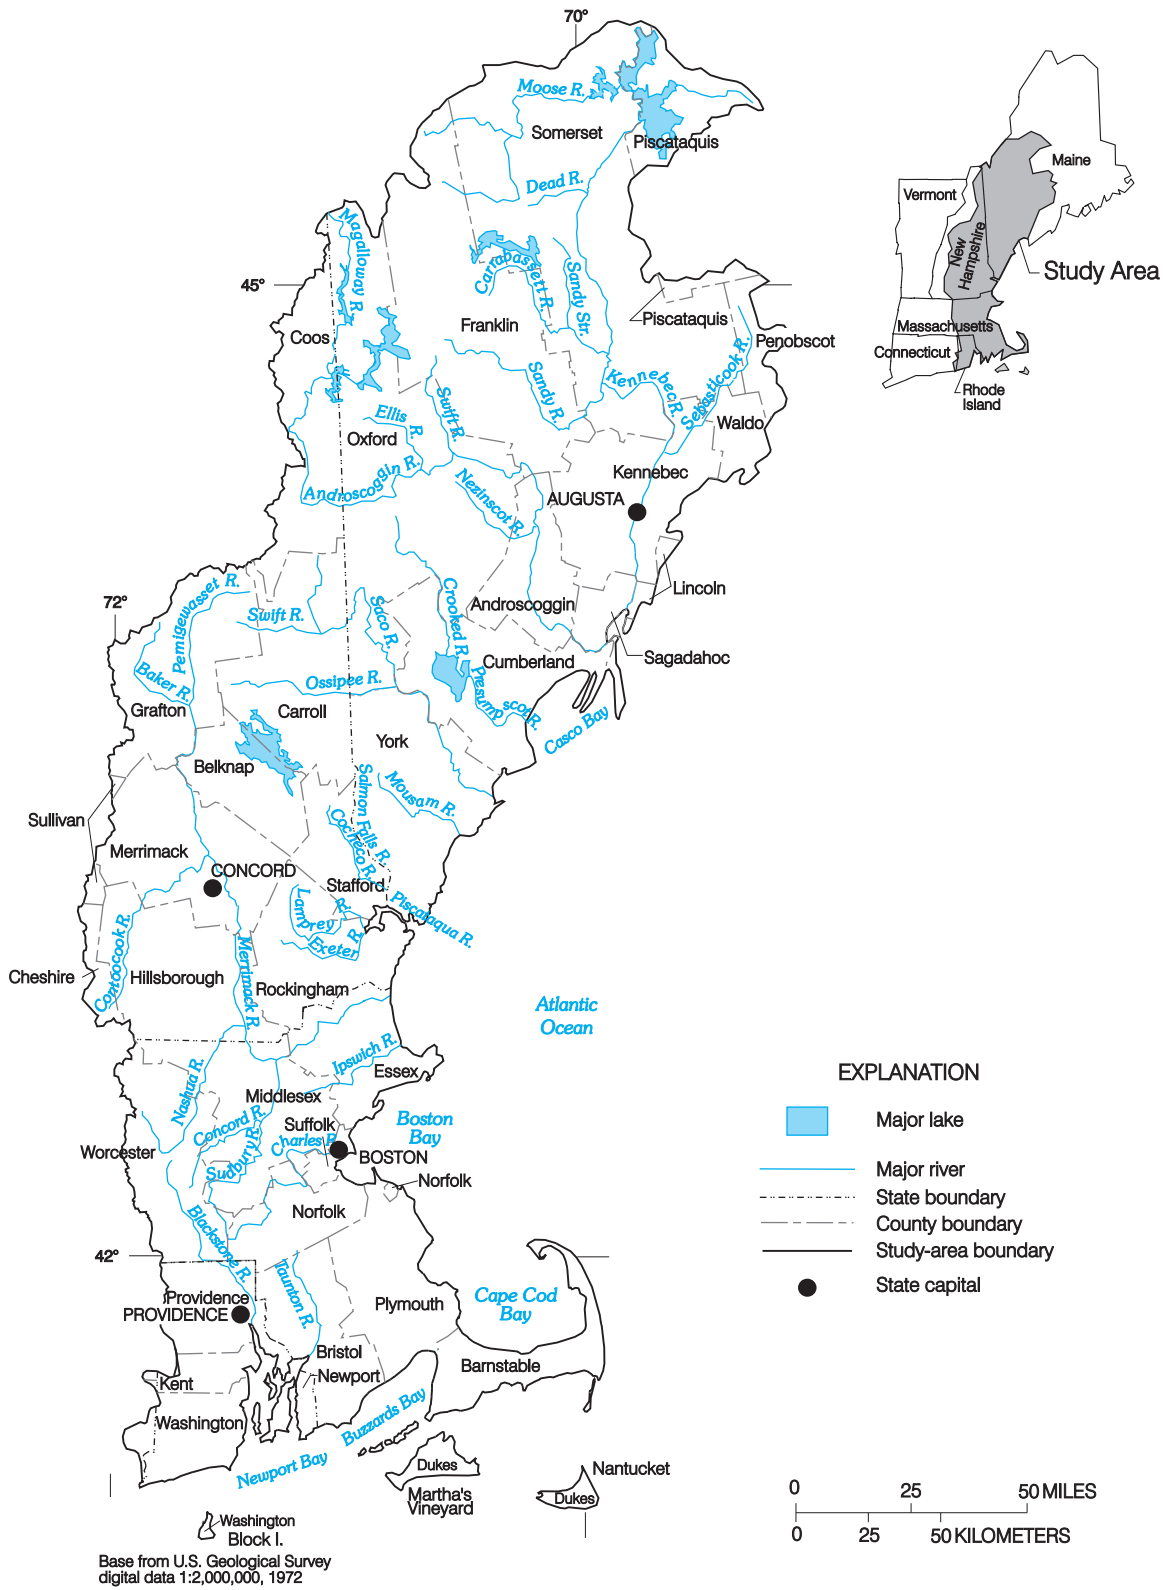 70°
Moose R.
Somerset
Piscataquis
Dead R.
Magalloway R.
Carrabassett R.
Sandy Str.
45°
Coos
Franklin
Piscataquis
Penobscot
Kennebec R.
Sebasticook R.
Sandy R.
Swift R.
Ellis R.
Oxford
Waldo
Androscoggin R.
Nezinscot R.
Kennebec
AUGUSTA
Lincoln
72°
Pemigewasset R.
Swift R.
Saco R.
Crooked R.
Androscoggin
Sagadahoc
Cumberland
Baker R.
Ossipee R.
Presumpscot R.
Grafton
Carroll
Casco Bay
York
Belknap
Salmon Falls R.
Mousam R.
Sullivan
Cocheco R.
Merrimack
CONCORD
Stafford
Piscataqua R.
Lamprey R.
Exeter R.
Contoocook R.
Cheshire
Hillsborough
Merrimack R.
Rockingham
Atlantic
Ocean
Ipswich R.
Essex
Nashua R.
Middlesex
Concord R.
Suffolk
Boston
Bay
Charles R.
Worcester
Sudbury R.
BOSTON
Norfolk
Norfolk
Blackstone R.
42°
Taunton R.
Providence
PROVIDENCE
Plymouth
Cape Cod
Bay
Bristol
Newport
Barnstable
Kent
Washington
Buzzards Bay
Newport Bay
Dukes
Martha's
Vineyard
Nantucket
Dukes
Washington
Block I.
Base from U.S. Geological Survey
digital data 1:2,000,000, 1972
Maine
Vermont
New
Hampshire
Study Area
Massachusetts
Connecticut
Rhode
Island
EXPLANATION
Major lake
Major river
State boundary
County boundary
Study-area boundary
State capital
0 25 50 MILES
0 25 50 KILOMETERS